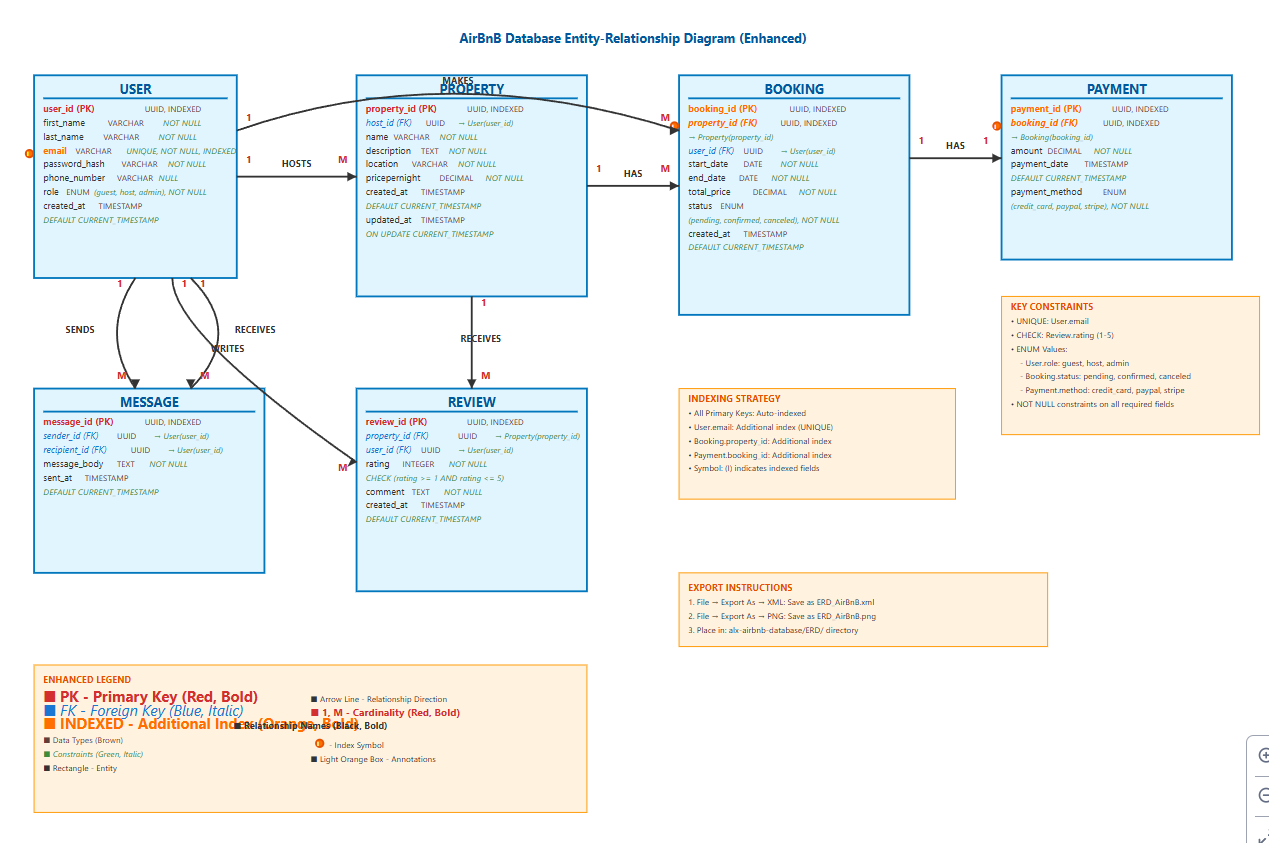 AirBnB Database Entity-Relationship Diagram (Enhanced)
USER
user_id (PK) UUID, INDEXED
first_name VARCHAR NOT NULL
last_name VARCHAR NOT NULL
email VARCHAR UNIQUE, NOT NULL, INDEXED
password_hash VARCHAR NOT NULL
phone_number VARCHAR NULL
role ENUM (guest, host, admin), NOT NULL
created_at TIMESTAMP
DEFAULT CURRENT_TIMESTAMP
1
MAKES
M
1
HOSTS
M
PROPERTY
property_id (PK) UUID, INDEXED
host_id (FK) UUID → User(user_id)
name VARCHAR NOT NULL
description TEXT NOT NULL
location VARCHAR NOT NULL
pricepernight DECIMAL NOT NULL
created_at TIMESTAMP
DEFAULT CURRENT_TIMESTAMP
updated_at TIMESTAMP
ON UPDATE CURRENT_TIMESTAMP
1
HAS
M
BOOKING
booking_id (PK) UUID, INDEXED
property_id (FK) UUID, INDEXED
→ Property(property_id)
user_id (FK) UUID → User(user_id)
start_date DATE NOT NULL
end_date DATE NOT NULL
total_price DECIMAL NOT NULL
status ENUM
(pending, confirmed, canceled), NOT NULL
created_at TIMESTAMP
DEFAULT CURRENT_TIMESTAMP
1
HAS
1
PAYMENT
payment_id (PK) UUID, INDEXED
booking_id (FK) UUID, INDEXED
→ Booking(booking_id)
amount DECIMAL NOT NULL
payment_date TIMESTAMP
DEFAULT CURRENT_TIMESTAMP
payment_method ENUM
(credit_card, paypal, stripe), NOT NULL
1
SENDS
M
1
WRITES
M
1
RECEIVES
M
1
RECEIVES
M
MESSAGE
message_id (PK) UUID, INDEXED
sender_id (FK) UUID → User(user_id)
recipient_id (FK) UUID → User(user_id)
message_body TEXT NOT NULL
sent_at TIMESTAMP
DEFAULT CURRENT_TIMESTAMP
REVIEW
review_id (PK) UUID, INDEXED
property_id (FK) UUID → Property(property_id)
user_id (FK) UUID → User(user_id)
rating INTEGER NOT NULL
CHECK (rating >= 1 AND rating <= 5)
comment TEXT NOT NULL
created_at TIMESTAMP
DEFAULT CURRENT_TIMESTAMP
KEY CONSTRAINTS
• UNIQUE: User.email
• CHECK: Review.rating (1-5)
• ENUM Values:
- User.role: guest, host, admin
- Booking.status: pending, confirmed, canceled
- Payment.method: credit_card, paypal, stripe
• NOT NULL constraints on all required fields
INDEXING STRATEGY
• All Primary Keys: Auto-indexed
• User.email: Additional index (UNIQUE)
• Booking.property_id: Additional index
• Payment.booking_id: Additional index
• Symbol: (I) indicates indexed fields
EXPORT INSTRUCTIONS
1. File → Export As → XML: Save as ERD_AirBnB.xml
2. File → Export As → PNG: Save as ERD_AirBnB.png
3. Place in: alx-airbnb-database/ERD/ directory
ENHANCED LEGEND
■ PK - Primary Key (Red, Bold)
■ FK - Foreign Key (Blue, Italic)
■ INDEXED - Additional Index (Orange, Bold)
■ Data Types (Brown)
■ Constraints (Green, Italic)
■ Rectangle - Entity
■ Arrow Line - Relationship Direction
■ 1, M - Cardinality (Red, Bold)
■ Relationship Names (Black, Bold)
- Index Symbol
■ Light Orange Box - Annotations